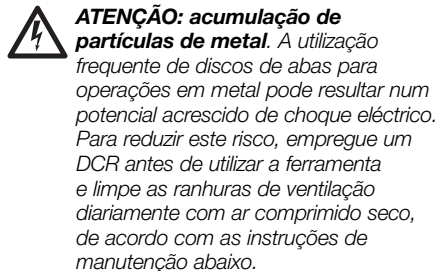 ATENÇÃO: acumulação de
partículas de metal. A utilização
frequente de discos de abas para
operações em metal pode resultar num
potencial acrescido de choque eléctrico.
Para reduzir este risco, empregue um
DCR antes de utilizar a ferramenta
e limpe as ranhuras de ventilação
diariamente com ar comprimido seco,
de acordo com as instruções de
manutenção abaixo.